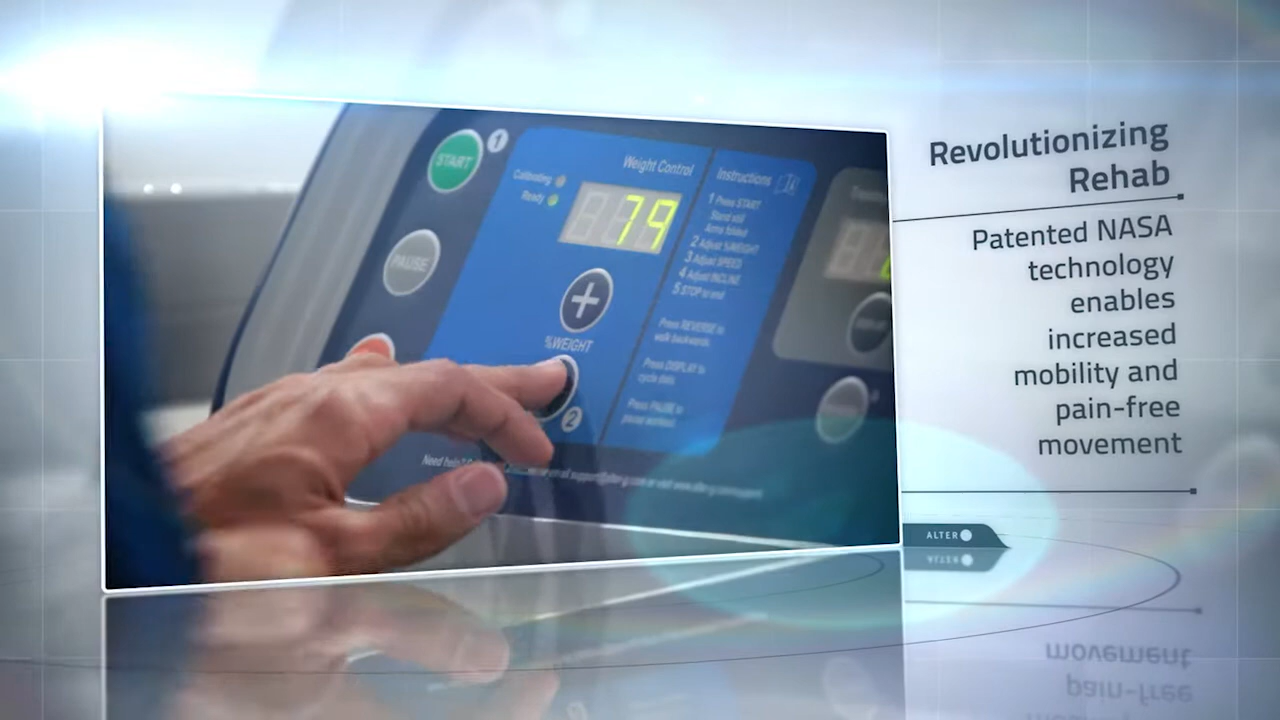 START
1
Weight Control
Calibrating
Ready
79
PAUSE
%WEIGHT
2
Instructions
1 Press START
Stand still
Arms folded
2 Adjust %WEIGHT
3 Adjust SPEED
4 Adjust INCLINE
5 STOP to end
Press REVERSE to
walk backwards.
Press DISPLAY to
cycle data.
Press PAUSE to
pause workout.
Need help?
Revolutionizing
Rehab
Patented NASA
technology
enables
increased
mobility and
pain-free
movement
ALTER